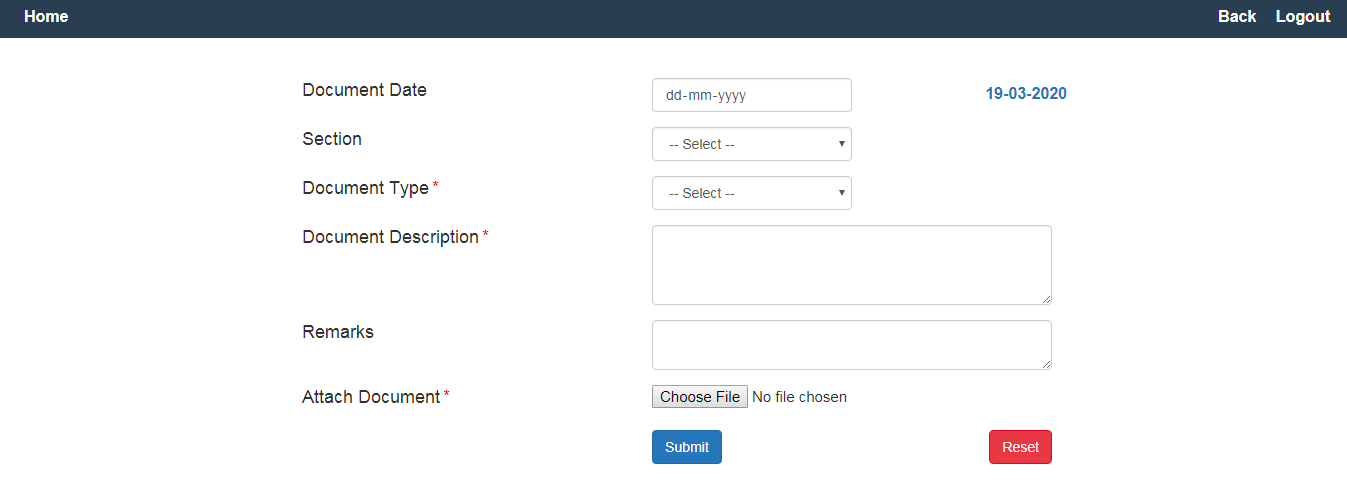 Home Back Logout
Document Date dd-mm-yyyy 19-03-2020
Section -- Select --
Document Type * -- Select --
Document Description *
Remarks
Attach Document * Choose File No file chosen
Submit Reset